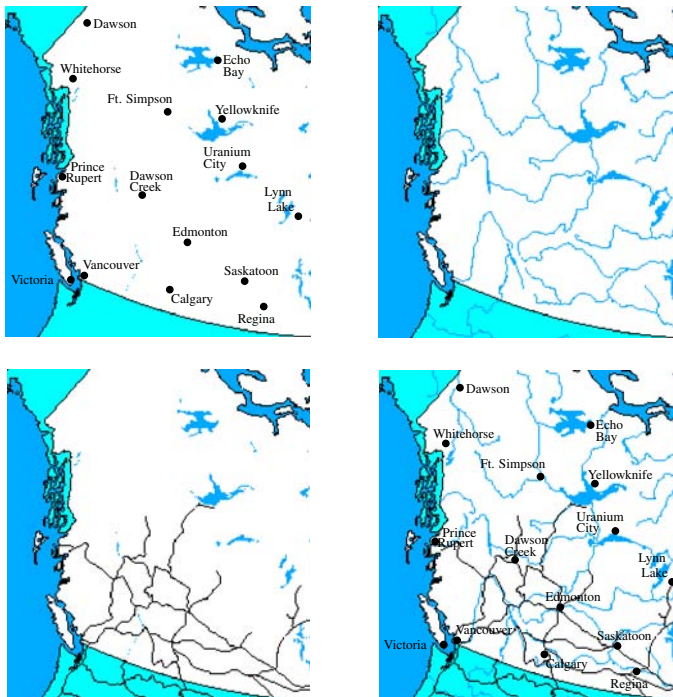 Dawson
Echo
Bay
Whitehorse
Ft. Simpson
Yellowknife
Uranium
City
Prince
Rupert
Dawson
Creek
Lynn
Lake
Edmonton
Vancouver
Victoria
Saskatoon
Calgary
Regina
Dawson
Echo
Bay
Whitehorse
Ft. Simpson
Yellowknife
Uranium
City
Prince
Rupert
Dawson
Creek
Lynn
Lake
Edmonton
Vancouver
Victoria
Saskatoon
Calgary
Regina